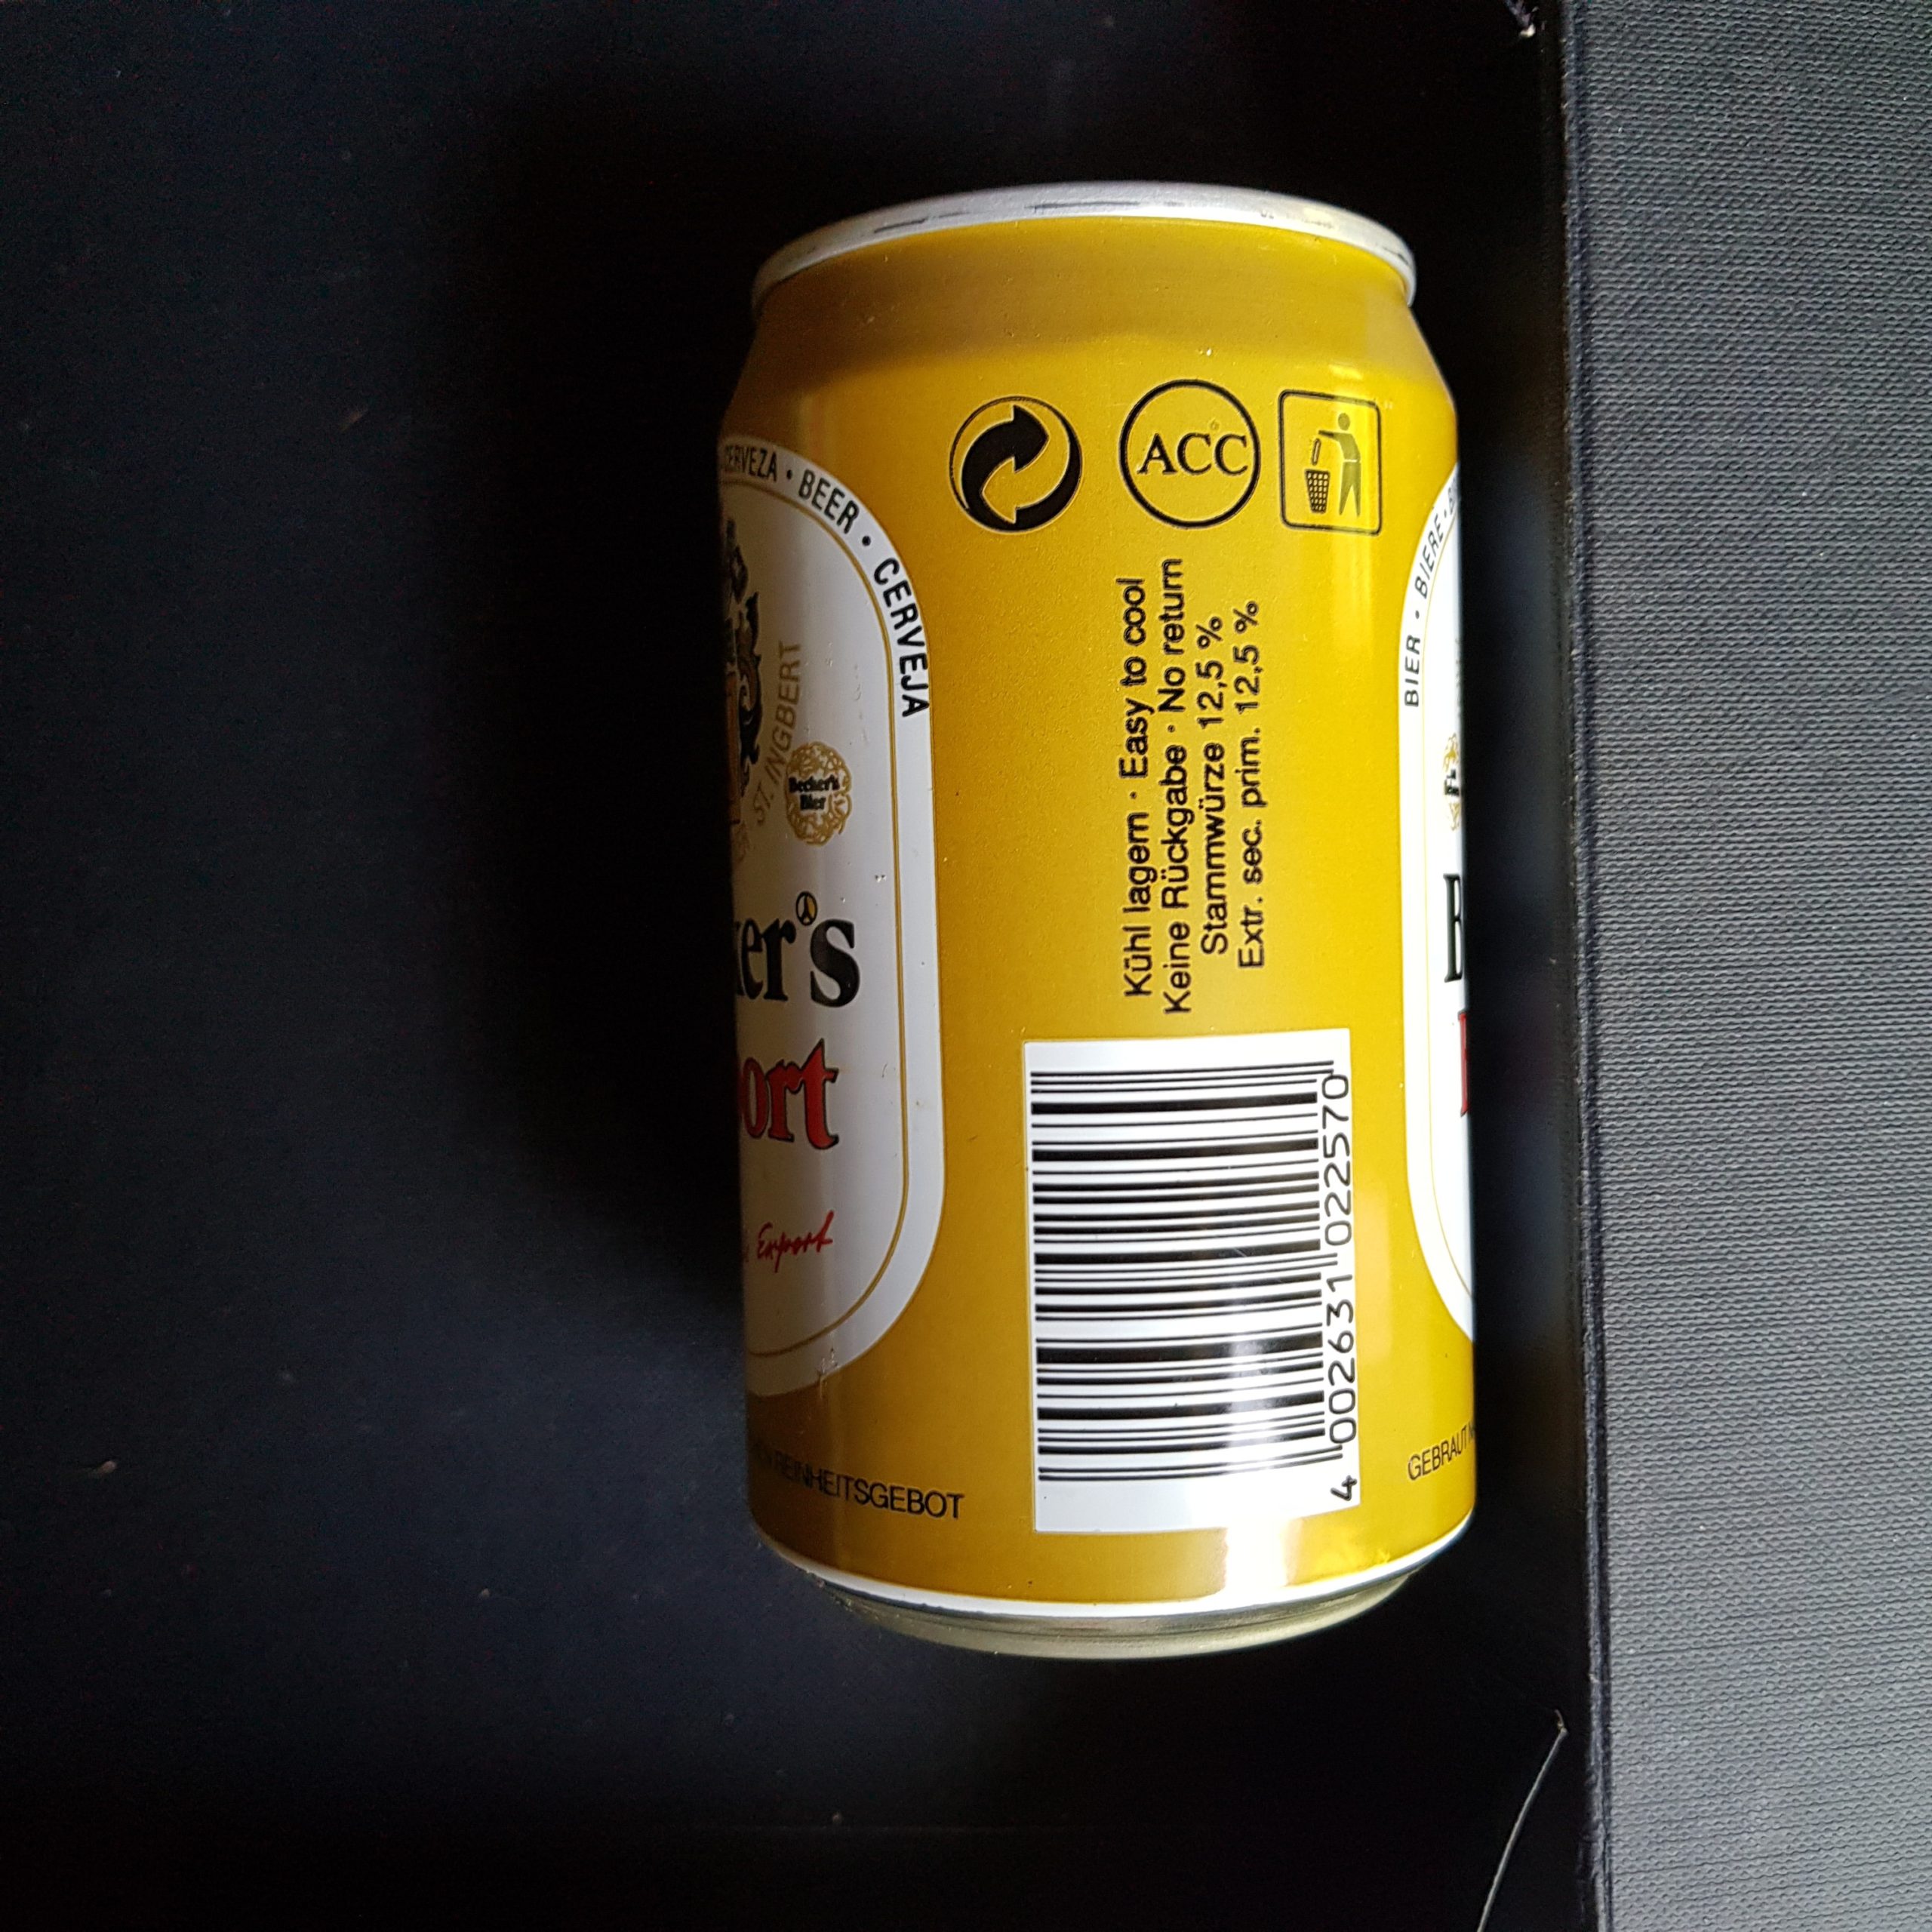 CERVEZA · BEER · CERVEJA
ST. INGBERT
Becker's
Bier
ker's
port
Export
REINHEITSGEBOT
ACC
Kühl lagern · Easy to cool
Keine Rückgabe · No return
Stammwürze 12,5 %
Extr. sec. prim. 12,5 %
4 002631 022570
BIER · BIERE ·
GEBRAUT